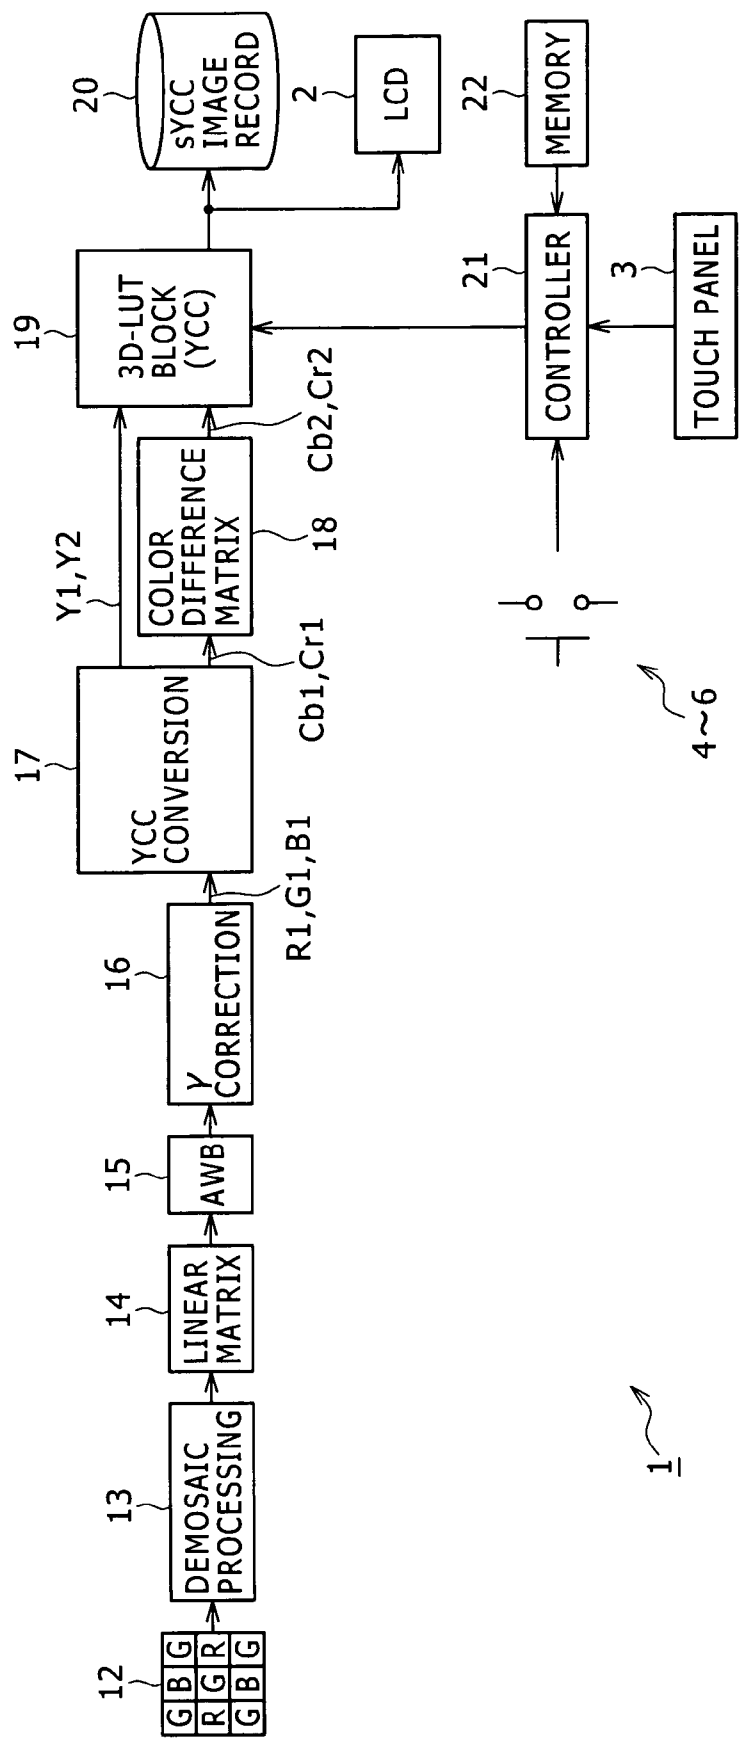 12
G B G
R G R
G B G
13
DEMOSAIC
PROCESSING
14
LINEAR
MATRIX
15
AWB
16
γ
CORRECTION
R1,G1,B1
17
YCC
CONVERSION
Y1,Y2
Cb1,Cr1
COLOR
DIFFERENCE
MATRIX
18
Cb2,Cr2
19
3D-LUT
BLOCK
(YCC)
20
sYCC
IMAGE
RECORD
2
LCD
22
MEMORY
21
CONTROLLER
3
TOUCH PANEL
4~6
1